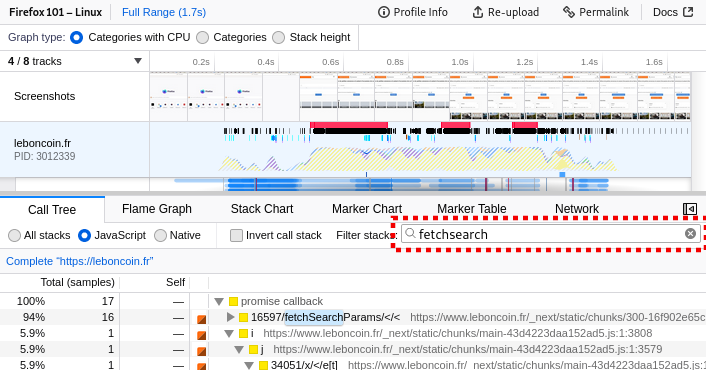 Firefox 101 – Linux Full Range (1.7s) Profile Info Re-upload Permalink Docs
Graph type: Categories with CPU Categories Stack height
4 / 8 tracks 0.2s 0.4s 0.6s 0.8s 1.0s 1.2s 1.4s 1.6s
Screenshots
leboncoin.fr
PID: 3012339
Call Tree Flame Graph Stack Chart Marker Chart Marker Table Network
All stacks JavaScript Native Invert call stack Filter stacks: fetchsearch
Complete “https://leboncoin.fr”
Total (samples) Self
100% 17 — promise callback
94% 16 — 16597/fetchSearchParams/</< https://www.leboncoin.fr/_next/static/chunks/300-16f902e65c
5.9% 1 — i https://www.leboncoin.fr/_next/static/chunks/main-43d4223daa152ad5.js:1:3808
5.9% 1 — j https://www.leboncoin.fr/_next/static/chunks/main-43d4223daa152ad5.js:1:3579
5.9% 1 — 34051/x/</e[t] https://www.leboncoin.fr/_next/static/chunks/main-43d4223daa152ad5.js:1